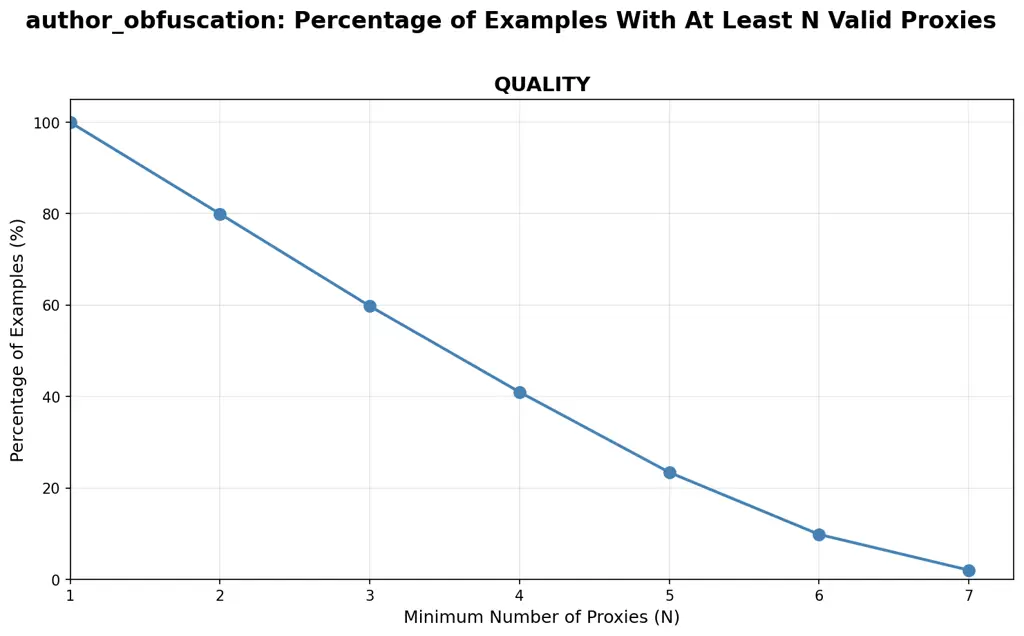 author_obfuscation: Percentage of Examples With At Least N Valid Proxies
QUALITY
Percentage of Examples (%)
100
80
60
40
20
0
1 2 3 4 5 6 7
Minimum Number of Proxies (N)